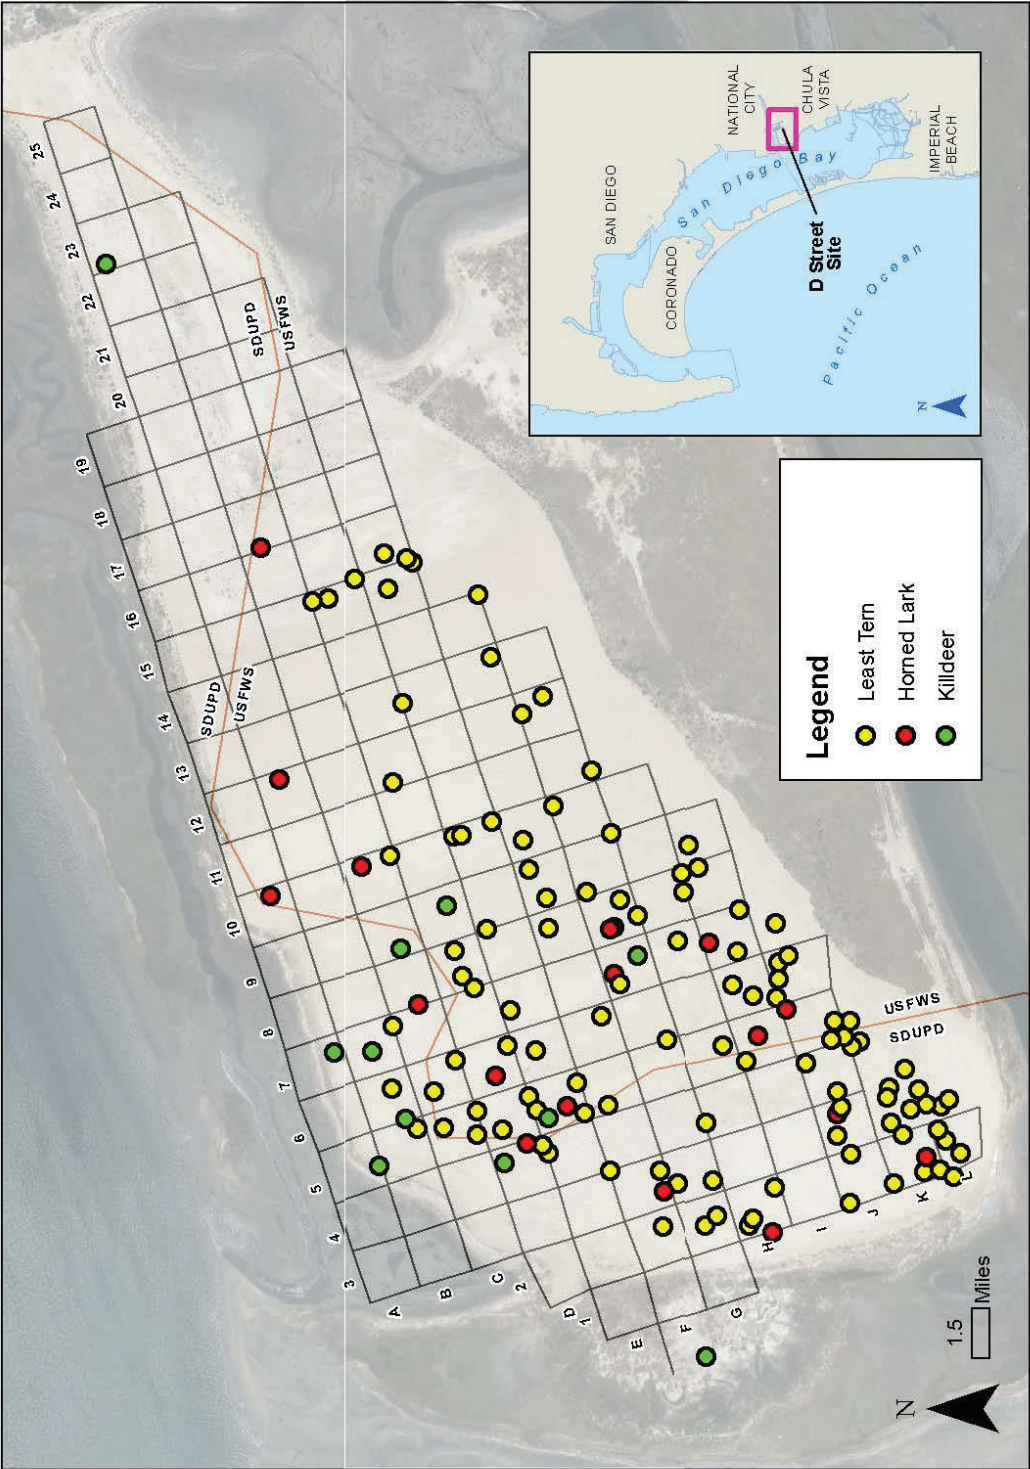 25
24
23
22
21
20
19
18
17
16
15
14
13
12
11
10
9
8
7
6
5
4
3
2
1
A
B
C
D
E
F
G
H
I
J
K
L
SDUPD
USFWS
SDUPD
USFWS
USFWS
SDUPD
SAN DIEGO
NATIONAL
CITY
CHULA
VISTA
CORONADO
San Diego Bay
IMPERIAL
BEACH
D Street
Site
Pacific Ocean
N
Legend
Least Tern
Horned Lark
Killdeer
N
1.5
Miles